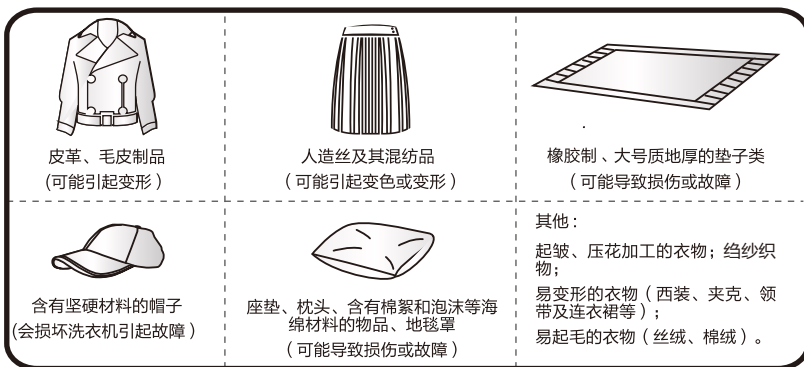 皮革、毛皮制品
(可能引起变形)
人造丝及其混纺品
（可能引起变色或变形）
橡胶制、大号质地厚的垫子类
（可能导致损伤或故障）
含有坚硬材料的帽子
(会损坏洗衣机引起故障）
座垫、枕头、含有棉絮和泡沫等海
绵材料的物品、地毯罩
（可能导致损伤或故障）
其他：
起皱、压花加工的衣物；绉纱织
物；
易变形的衣物（西装、夹克、领
带及连衣裙等）；
易起毛的衣物（丝绒、棉绒）。